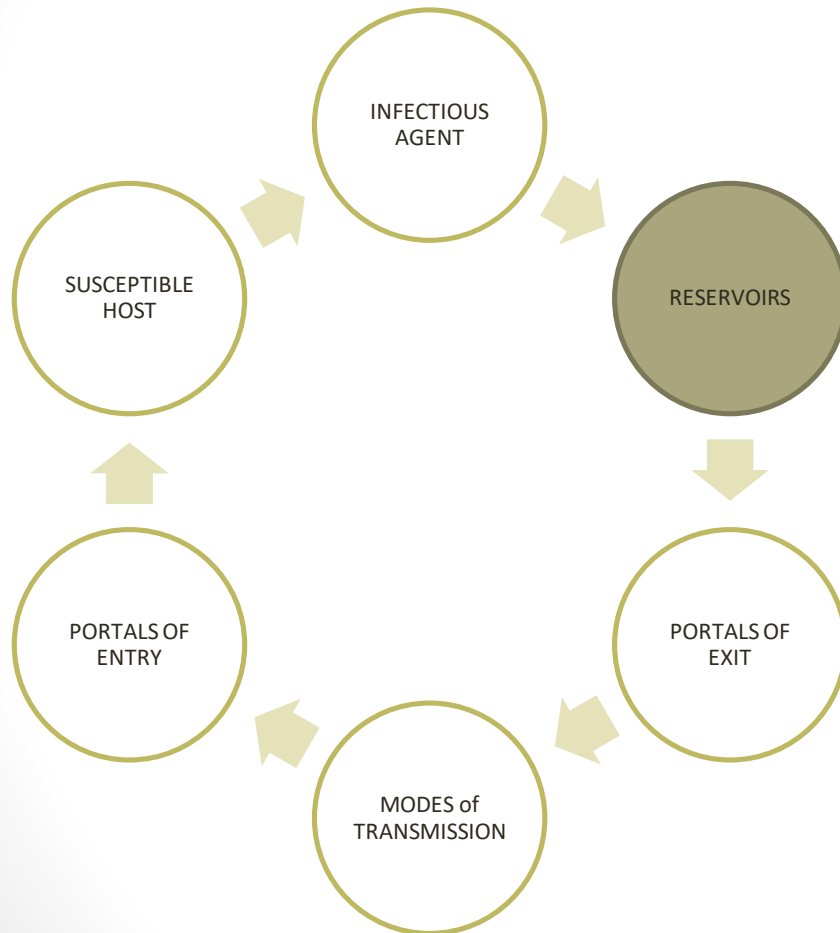 INFECTIOUS
AGENT
RESERVOIRS
PORTALS OF
EXIT
MODES of
TRANSMISSION
PORTALS OF
ENTRY
SUSCEPTIBLE
HOST